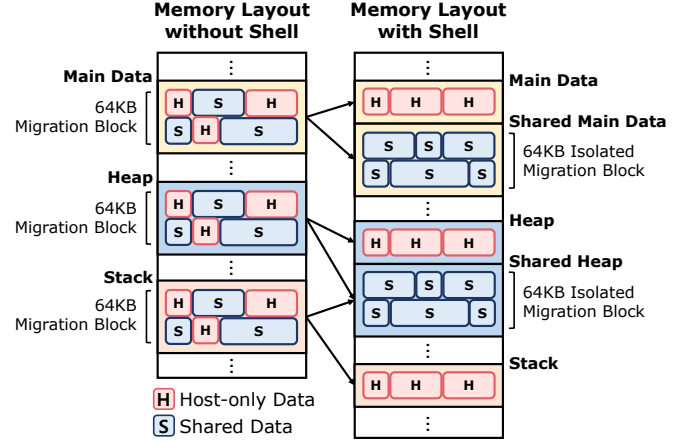 Memory Layout
without Shell
⋮
Main Data
64KB
Migration Block
H S H
S H S
⋮
Heap
64KB
Migration Block
H S H
S H S
⋮
Stack
64KB
Migration Block
H S H
S H S
⋮
Memory Layout
with Shell
⋮
Main Data
H H H
Shared Main Data
S S S
S S S
64KB Isolated
Migration Block
⋮
Heap
H H H
Shared Heap
S S S
S S S
64KB Isolated
Migration Block
⋮
Stack
H H H
⋮
H Host-only Data
S Shared Data